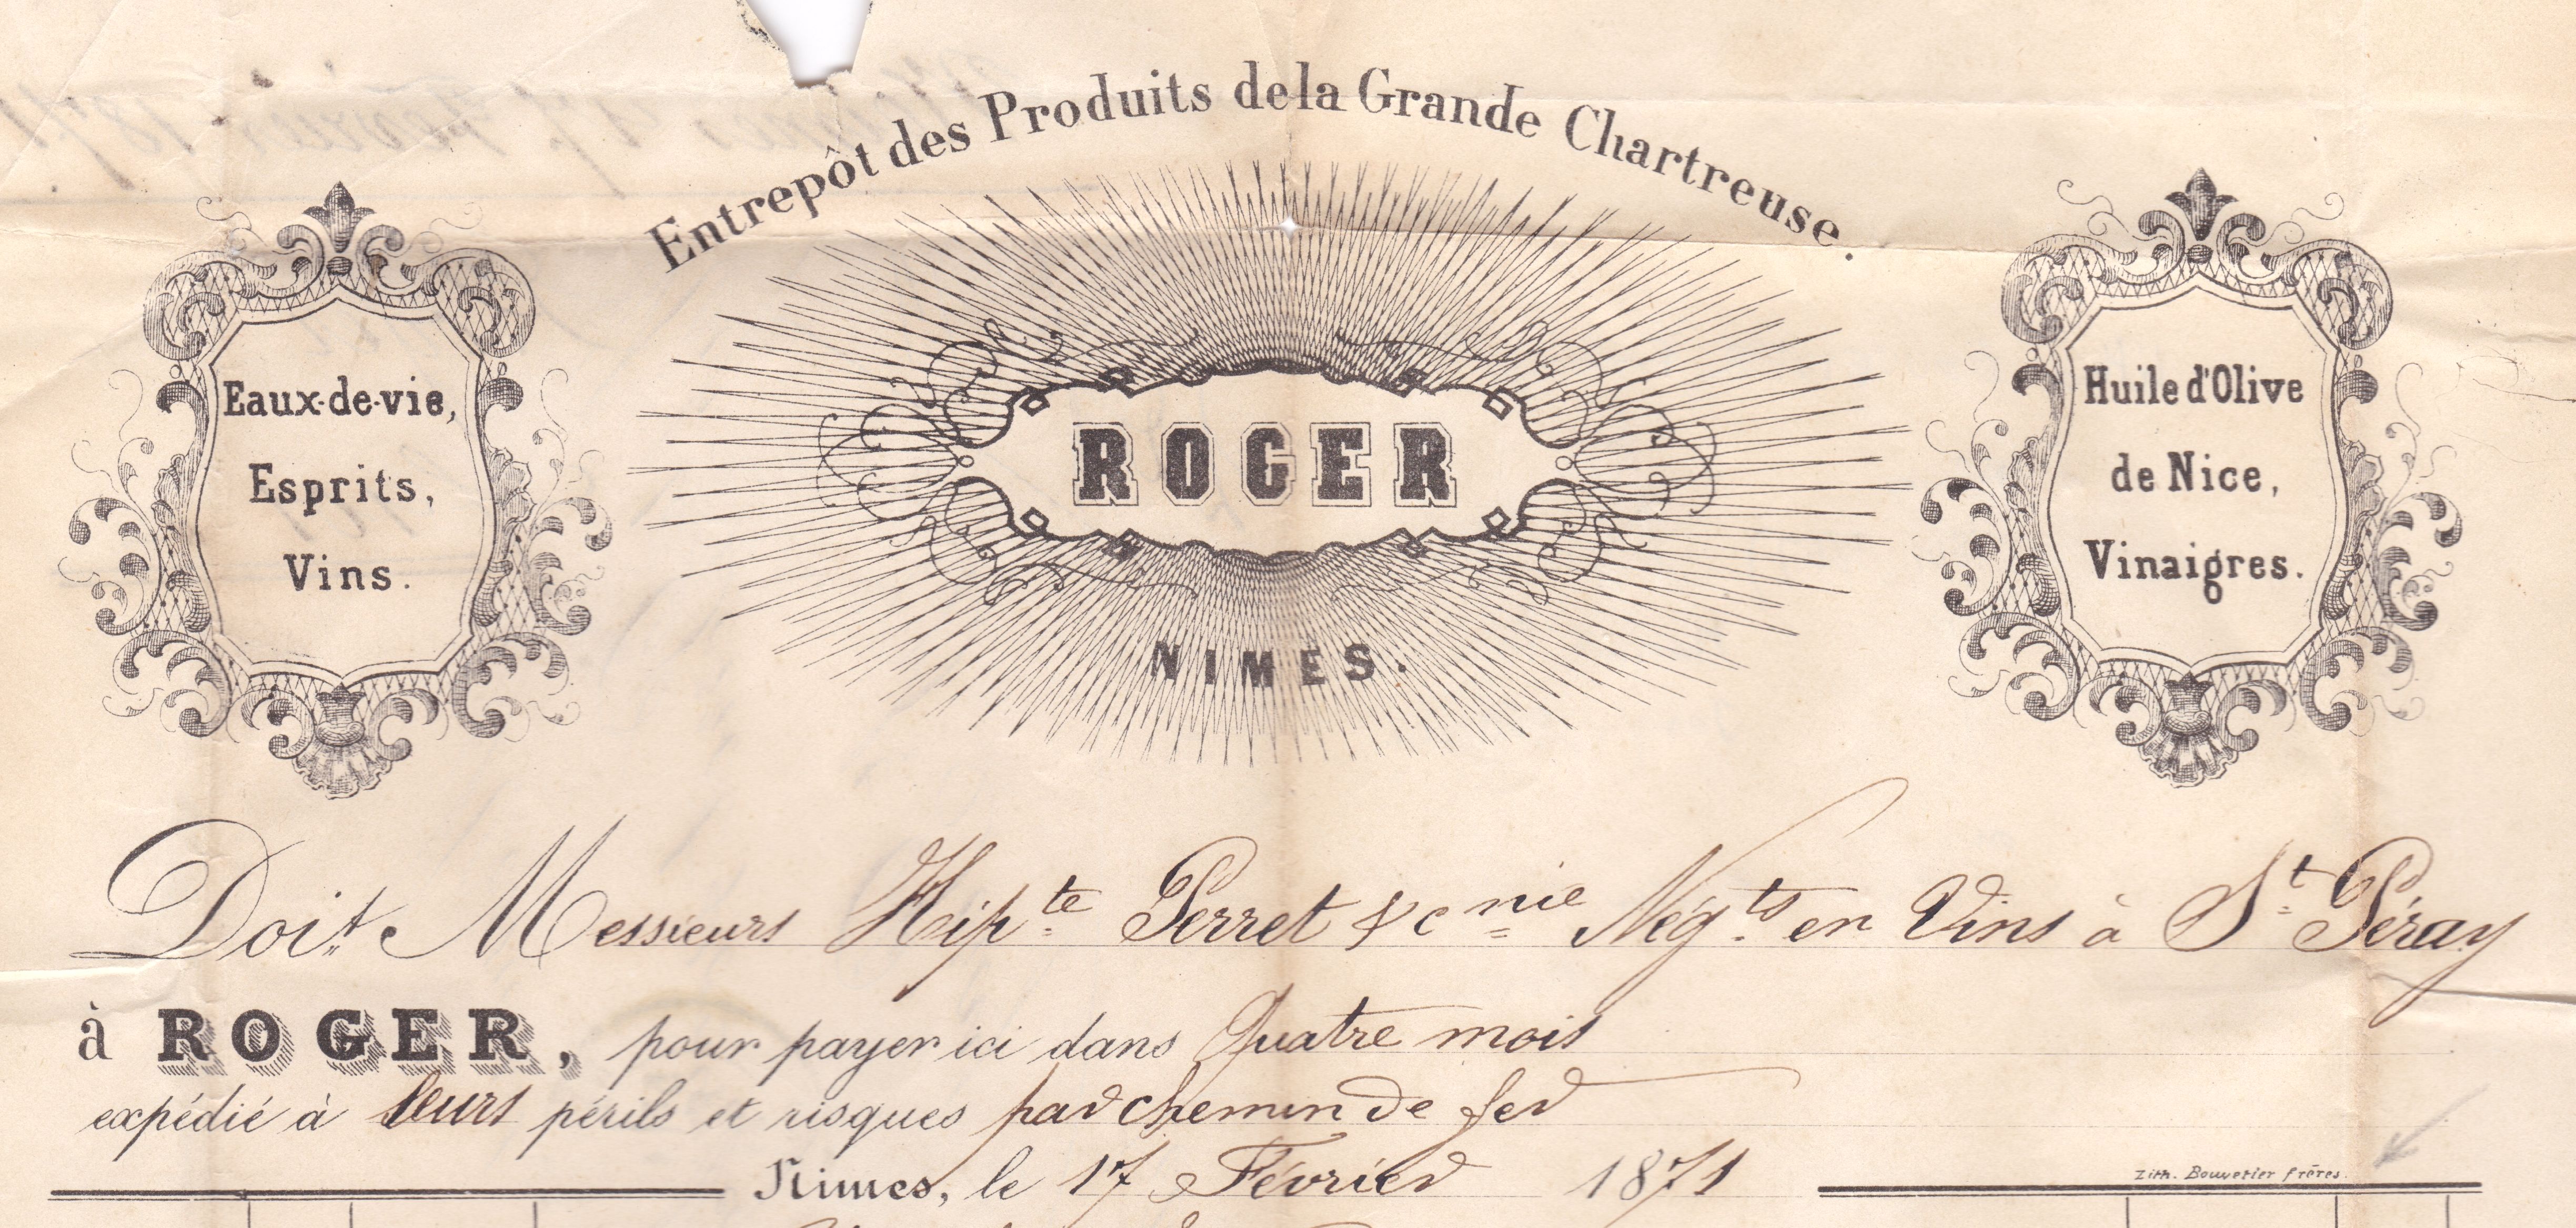 Entrepôt des Produits de la Grande Chartreuse.
Eaux-de-vie,
Esprits,
Vins.
ROGER
NIMES.
Huile d'Olive
de Nice,
Vinaigres.
Doit Messieurs Hipte Perret & Cnie Négts en Vins à St Péray
à ROGER, pour payer ici dans Quatre mois
expédié à leurs périls et risques par chemin de fer
Nimes, le 17 Février 1871
Lith. Bouvetier frères.